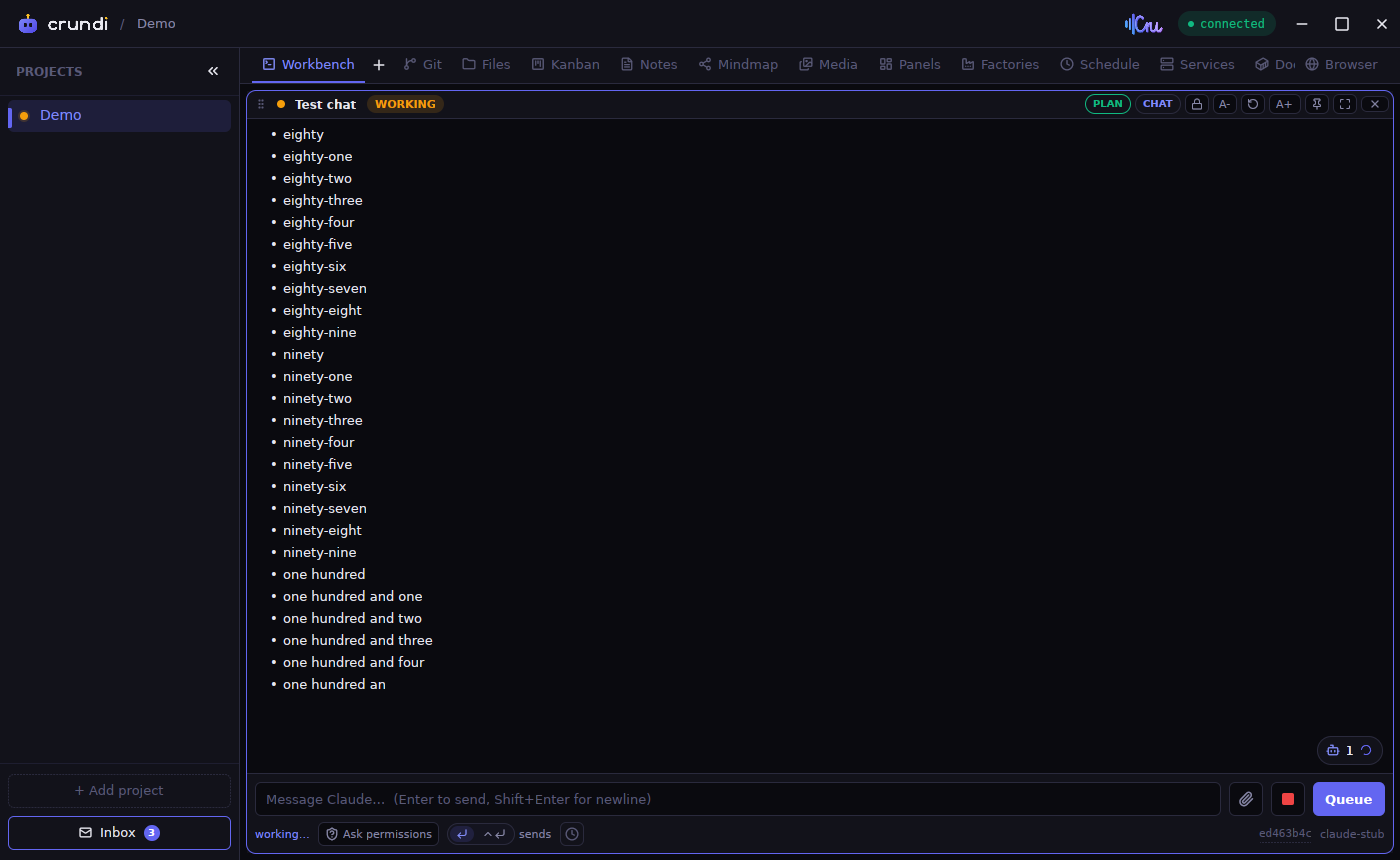 crundi / Demo
Cru
connected
PROJECTS
Workbench
Git
Files
Kanban
Notes
Mindmap
Media
Panels
Factories
Schedule
Services
Browser
Demo
Test chat
WORKING
PLAN
CHAT
A-
A+
• eighty
• eighty-one
• eighty-two
• eighty-three
• eighty-four
• eighty-five
• eighty-six
• eighty-seven
• eighty-eight
• eighty-nine
• ninety
• ninety-one
• ninety-two
• ninety-three
• ninety-four
• ninety-five
• ninety-six
• ninety-seven
• ninety-eight
• ninety-nine
• one hundred
• one hundred and one
• one hundred and two
• one hundred and three
• one hundred and four
• one hundred an
1
+ Add project
Inbox 3
Message Claude... (Enter to send, Shift+Enter for newline)
Queue
working...
Ask permissions
sends
ed463b4c
claude-stub